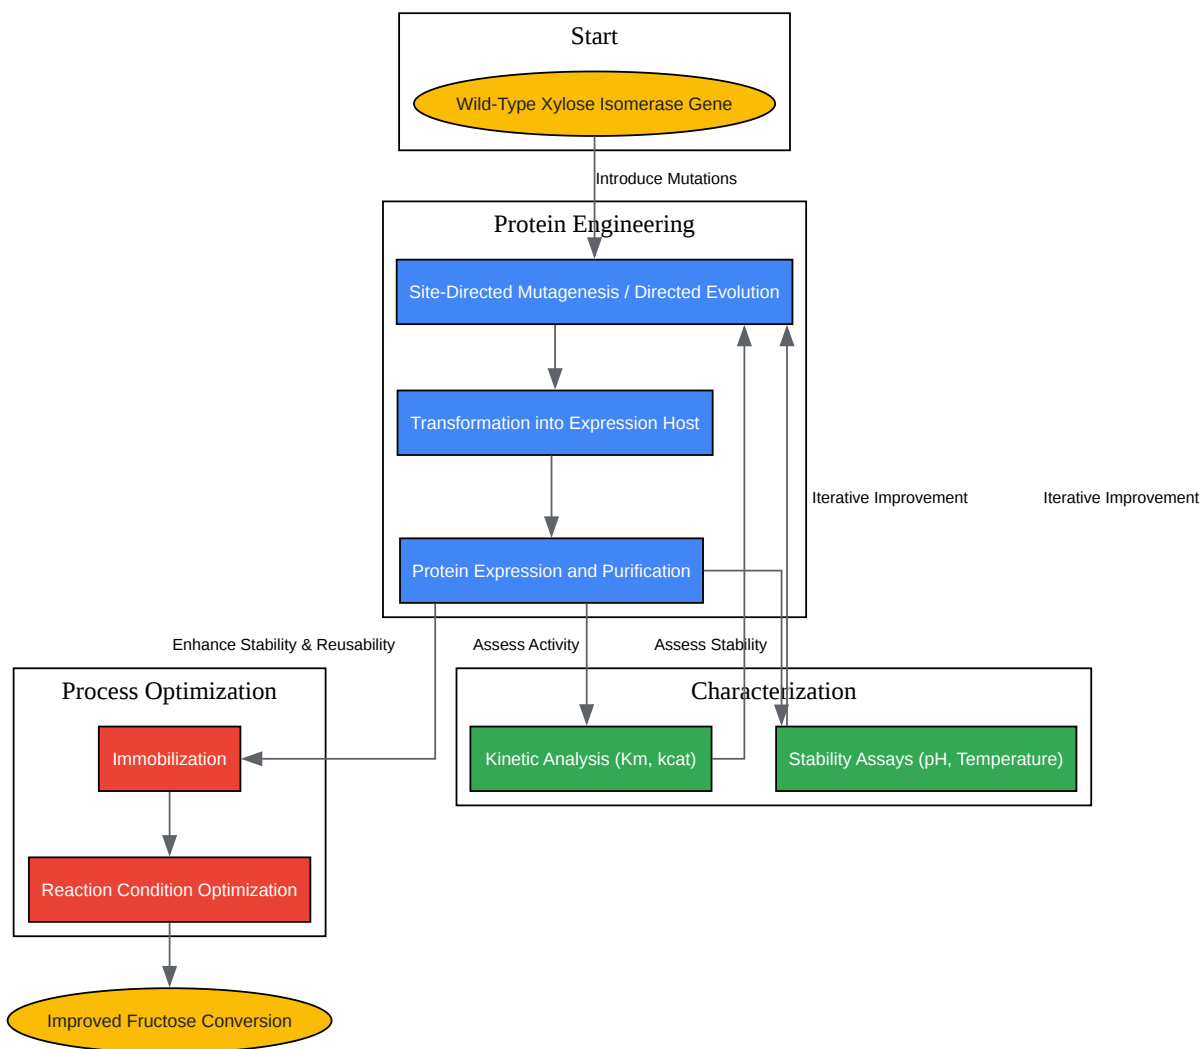 Start
Wild-Type Xylose Isomerase Gene
Introduce Mutations
Protein Engineering
Site-Directed Mutagenesis / Directed Evolution
Transformation into Expression Host
Iterative Improvement
Iterative Improvement
Protein Expression and Purification
Enhance Stability & Reusability
Assess Activity
Assess Stability
Process Optimization
Characterization
Immobilization
Kinetic Analysis (Km, kcat)
Stability Assays (pH, Temperature)
Reaction Condition Optimization
Improved Fructose Conversion